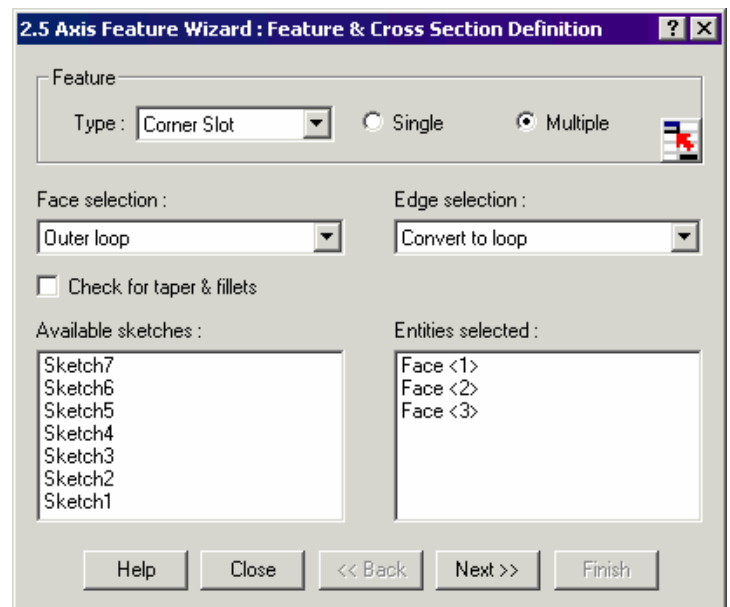 2.5 Axis Feature Wizard : Feature & Cross Section Definition ? X
Feature
Type : Corner Slot Single Multiple
Face selection : Edge selection :
Outer loop Convert to loop
Check for taper & fillets
Available sketches : Entities selected :
Sketch7 Face <1>
Sketch6 Face <2>
Sketch5 Face <3>
Sketch4
Sketch3
Sketch2
Sketch1
Help Close << Back Next >> Finish